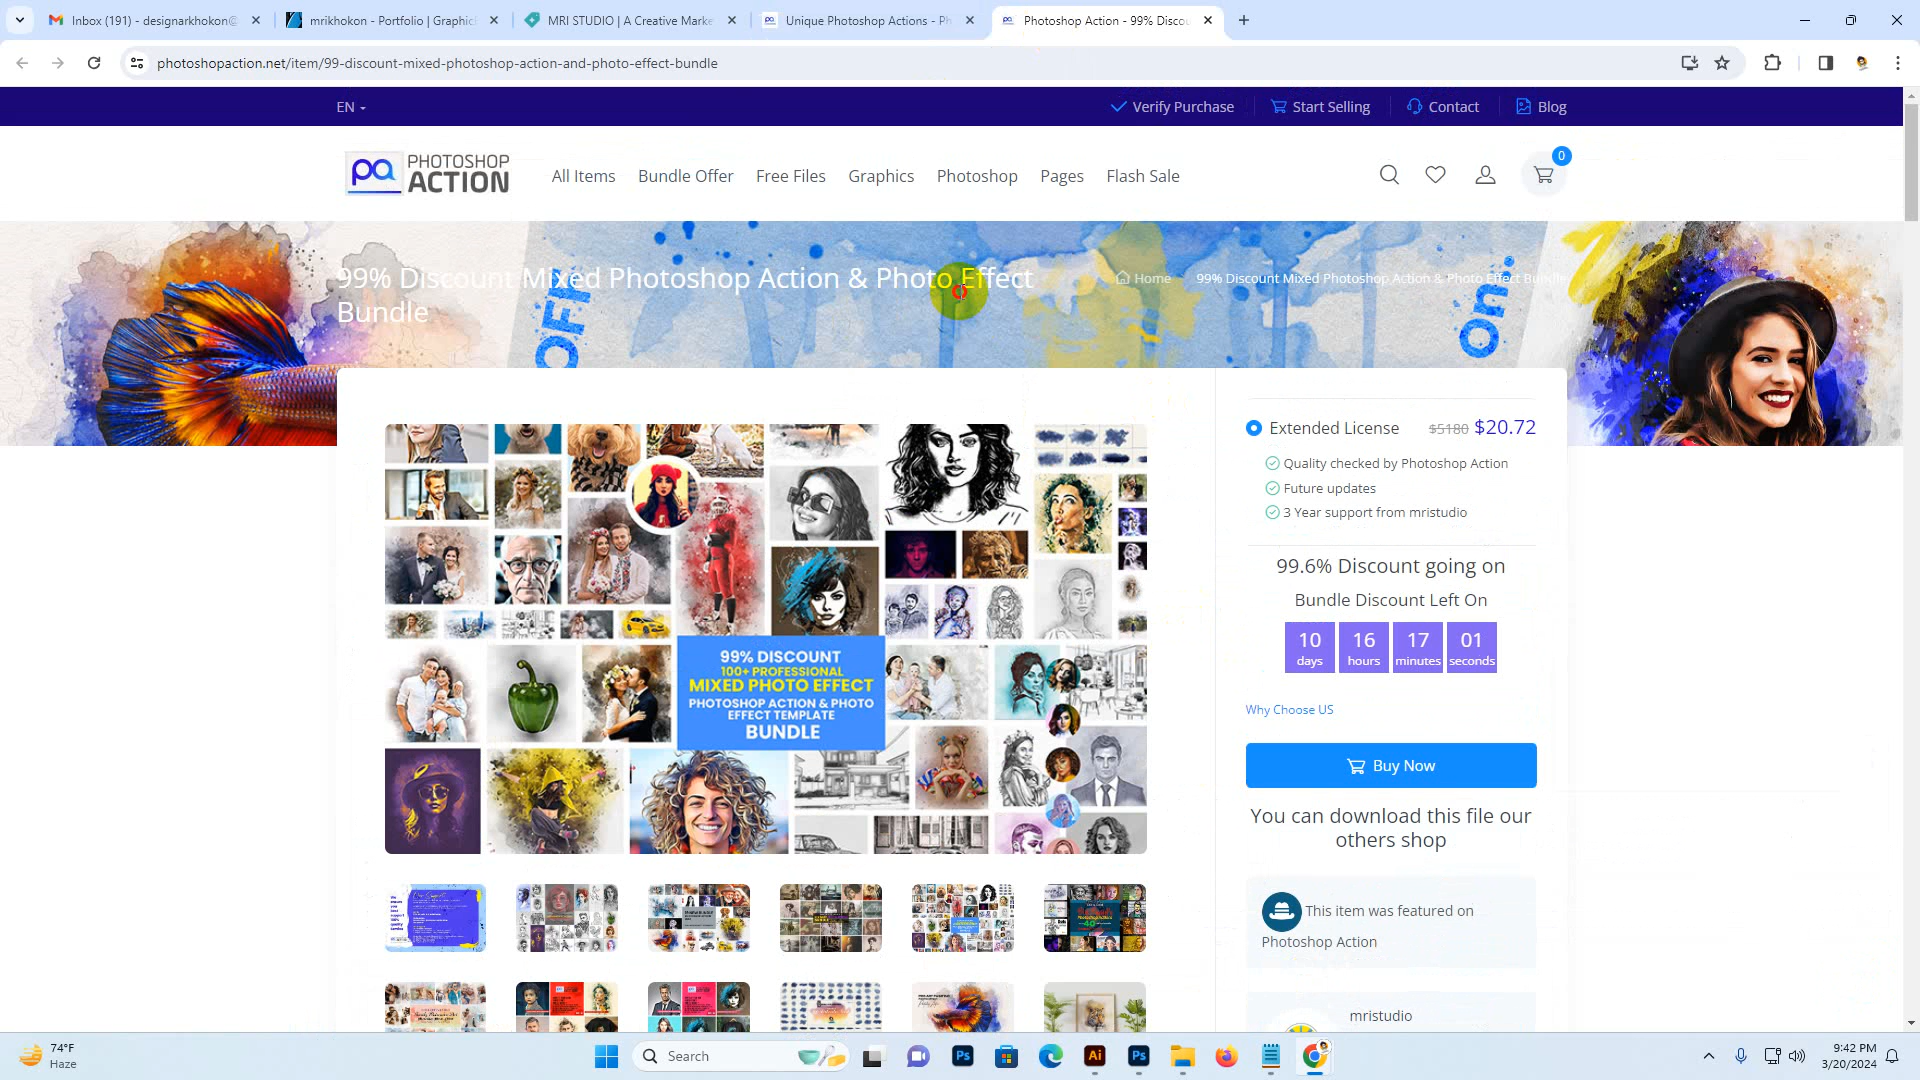 Inbox (191) - designarkhokon@
mrikhokon - Portfolio | Graphic
MRI STUDIO | A Creative Marke
Unique Photoshop Actions - Ph
Photoshop Action - 99% Discou
photoshopaction.net/item/99-discount-mixed-photoshop-action-and-photo-effect-bundle
EN
Verify Purchase
Start Selling
Contact
Blog
pa PHOTOSHOP
ACTION
All Items
Bundle Offer
Free Files
Graphics
Photoshop
Pages
Flash Sale
0
99% Discount Mixed Photoshop Action & Photo Effect
Bundle
Home
99% Discount Mixed Photoshop Action & Photo Effect Bundle
OFF
On
Extended License
$5180 $20.72
Quality checked by Photoshop Action
Future updates
3 Year support from mristudio
99.6% Discount going on
Bundle Discount Left On
10 16 17 01
days hours minutes seconds
99% DISCOUNT
100+ PROFESSIONAL
MIXED PHOTO EFFECT
PHOTOSHOP ACTION & PHOTO
EFFECT TEMPLATE
BUNDLE
Why Choose US
Buy Now
You can download this file our
others shop
This item was featured on
Photoshop Action
mristudio
74°F
Haze
Search
Ps
Ai
Ps
9:42 PM
3/20/2024